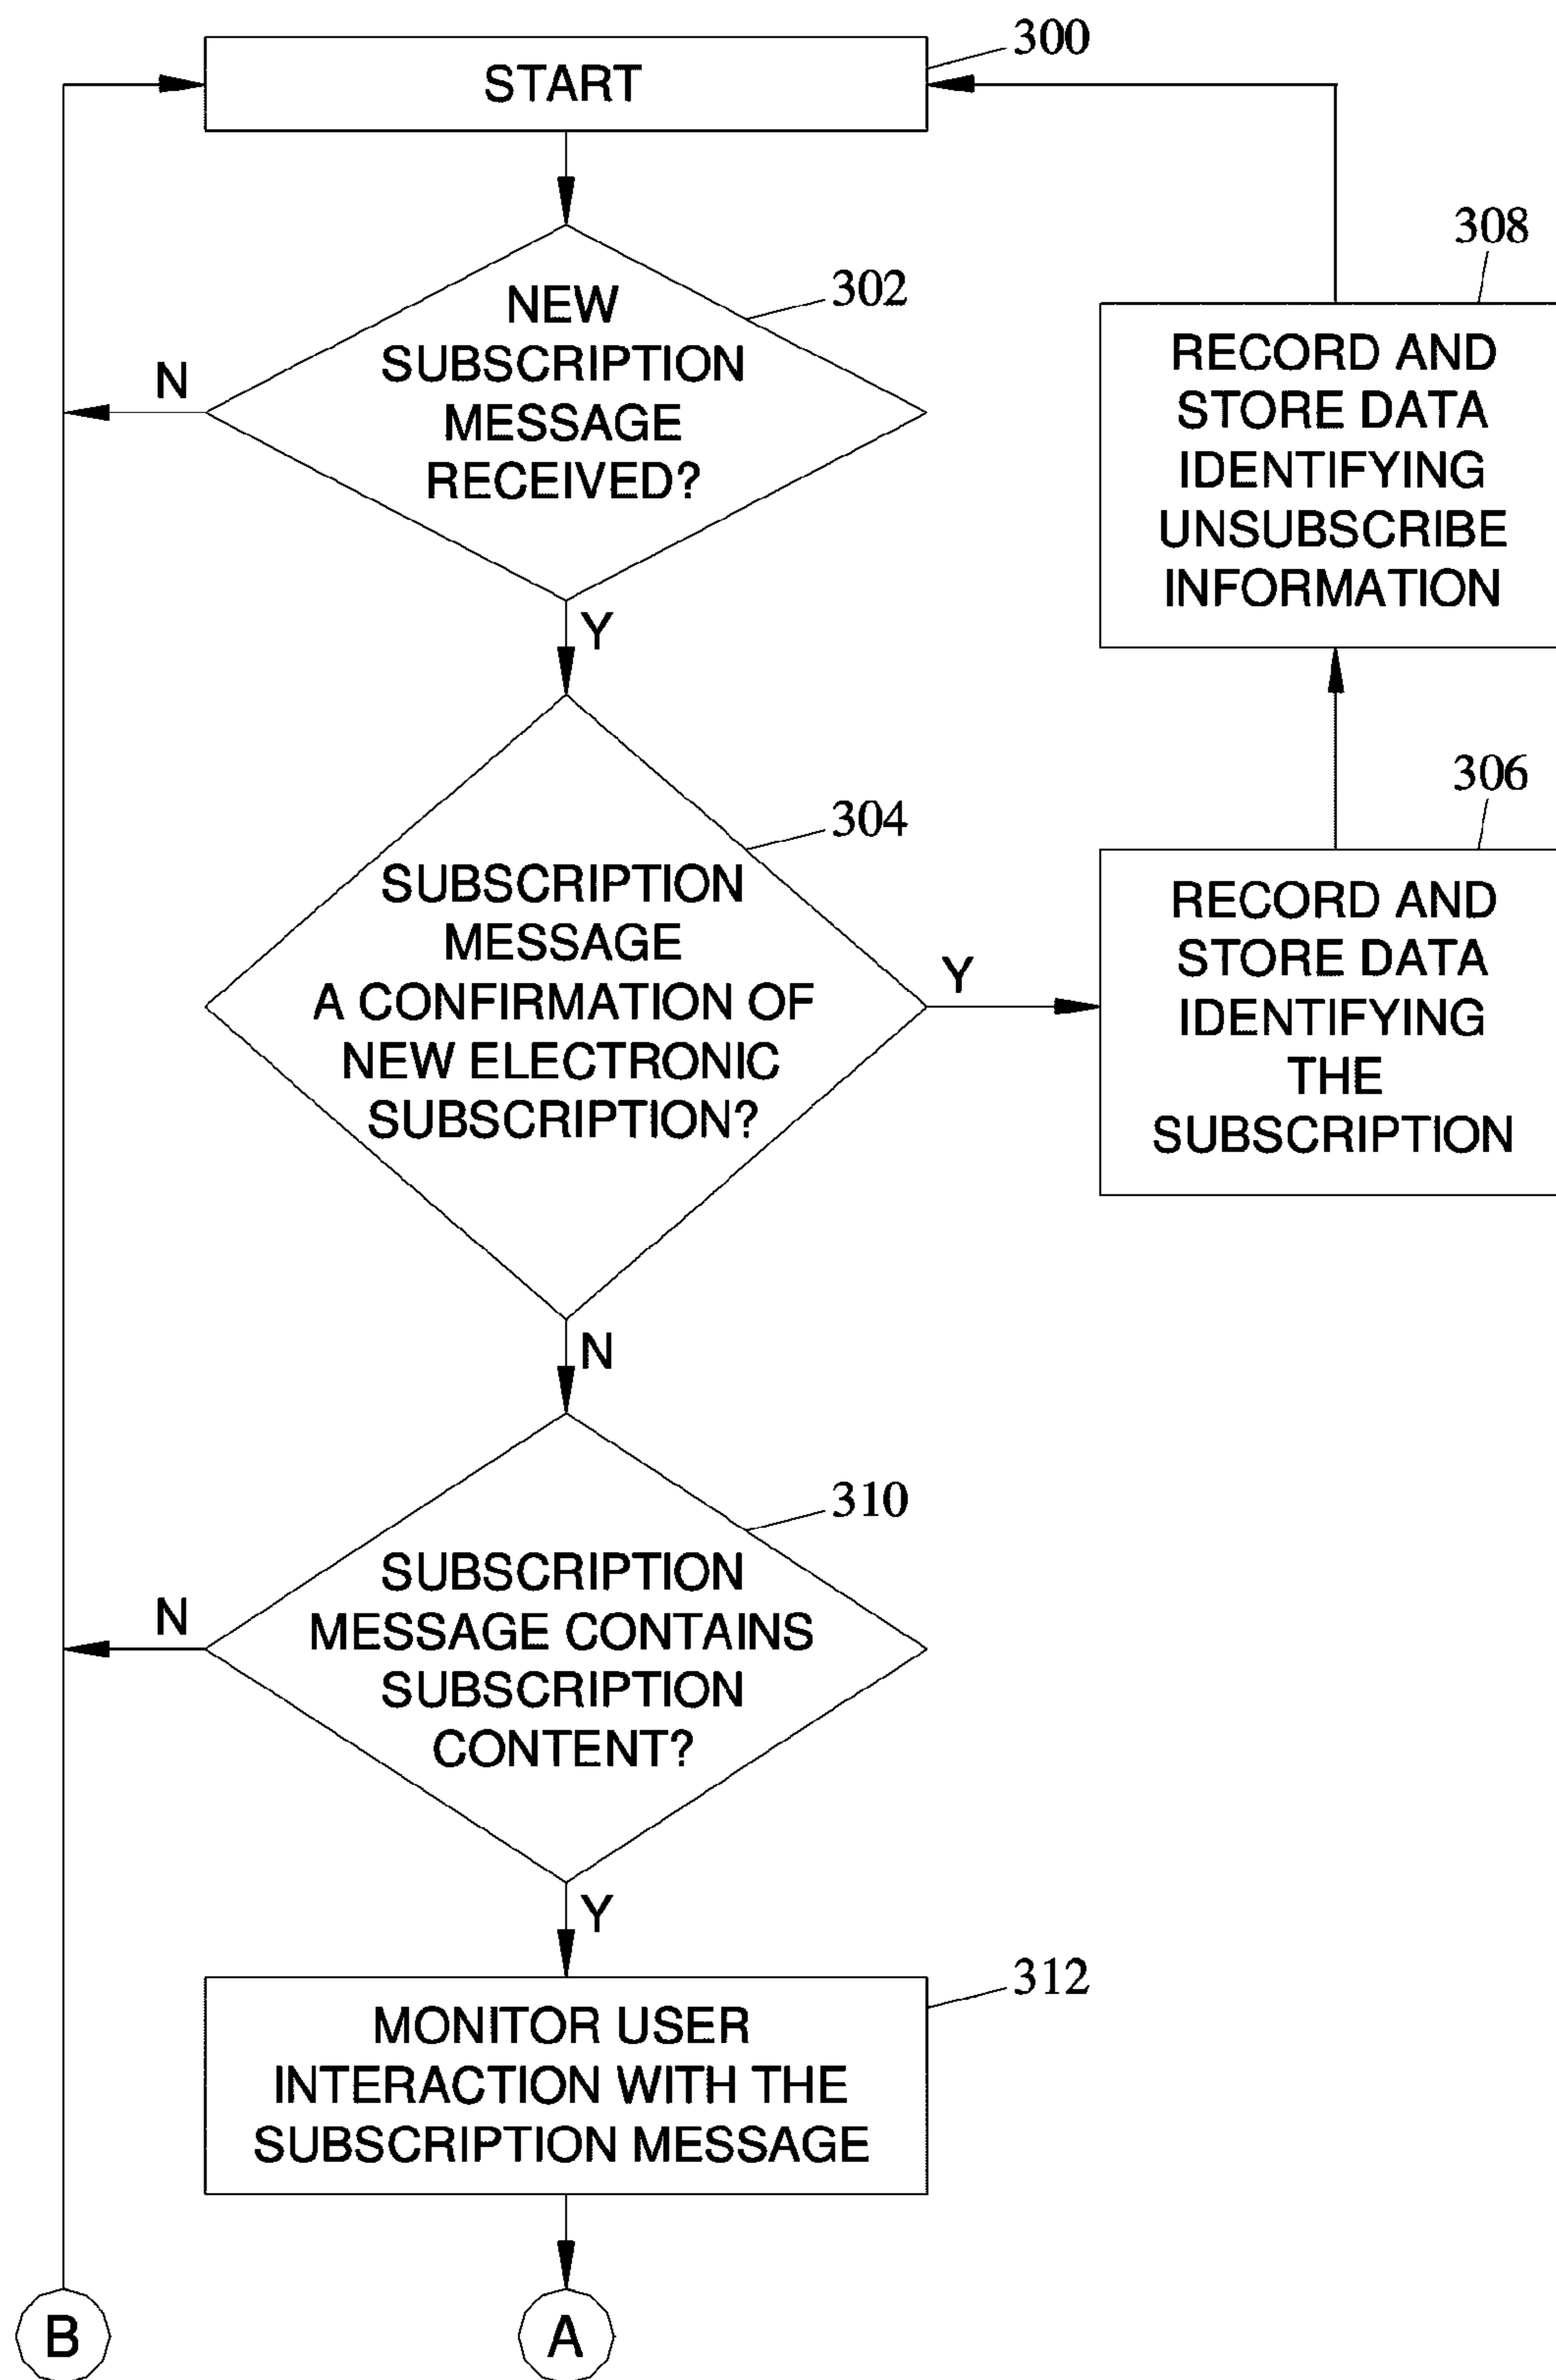 300
START
302
NEW
SUBSCRIPTION
MESSAGE
RECEIVED?
N
Y
308
RECORD AND
STORE DATA
IDENTIFYING
UNSUBSCRIBE
INFORMATION
304
SUBSCRIPTION
MESSAGE
A CONFIRMATION OF
NEW ELECTRONIC
SUBSCRIPTION?
Y
N
306
RECORD AND
STORE DATA
IDENTIFYING
THE
SUBSCRIPTION
310
SUBSCRIPTION
MESSAGE CONTAINS
SUBSCRIPTION
CONTENT?
N
Y
312
MONITOR USER
INTERACTION WITH THE
SUBSCRIPTION MESSAGE
B
A